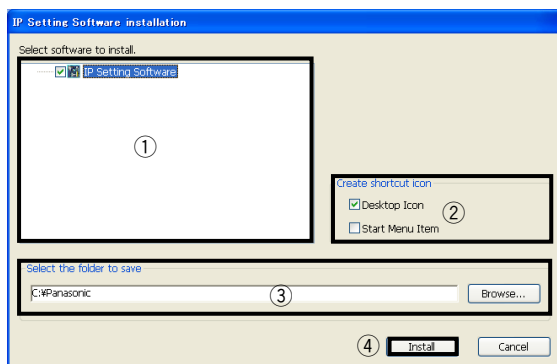 IP Setting Software installation
Select software to install.
IP Setting Software
①
Create shortcut icon
Desktop Icon
②
Start Menu Item
Select the folder to save
C:¥Panasonic
③
Browse...
④
Install
Cancel